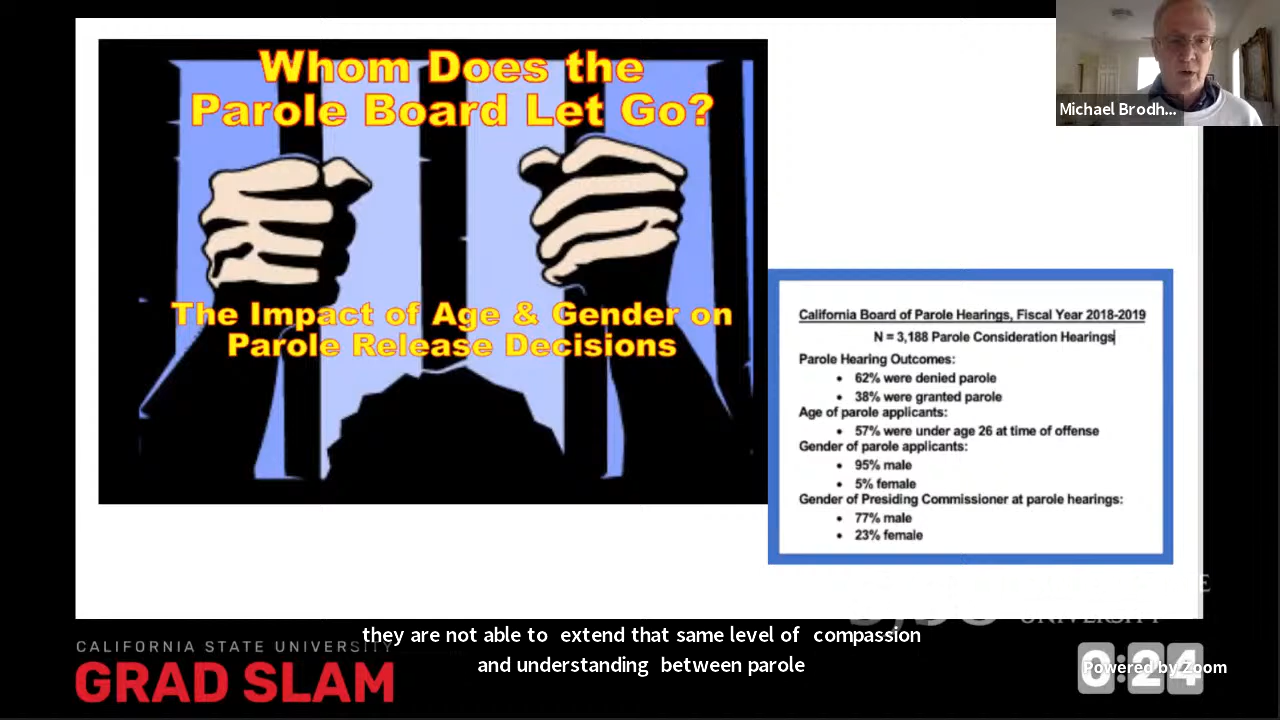 Whom Does the
Parole Board Let Go?
The Impact of Age & Gender on
Parole Release Decisions
Michael Brodh...
California Board of Parole Hearings, Fiscal Year 2018-2019
N = 3,188 Parole Consideration Hearings
Parole Hearing Outcomes:
• 62% were denied parole
• 38% were granted parole
Age of parole applicants:
• 57% were under age 26 at time of offense
Gender of parole applicants:
• 95% male
• 5% female
Gender of Presiding Commissioner at parole hearings:
• 77% male
• 23% female
UNIVERSITY
they are not able to extend that same level of compassion
and understanding between parole
CALIFORNIA STATE UNIVERSITY
GRAD SLAM
0:24
Powered by Zoom